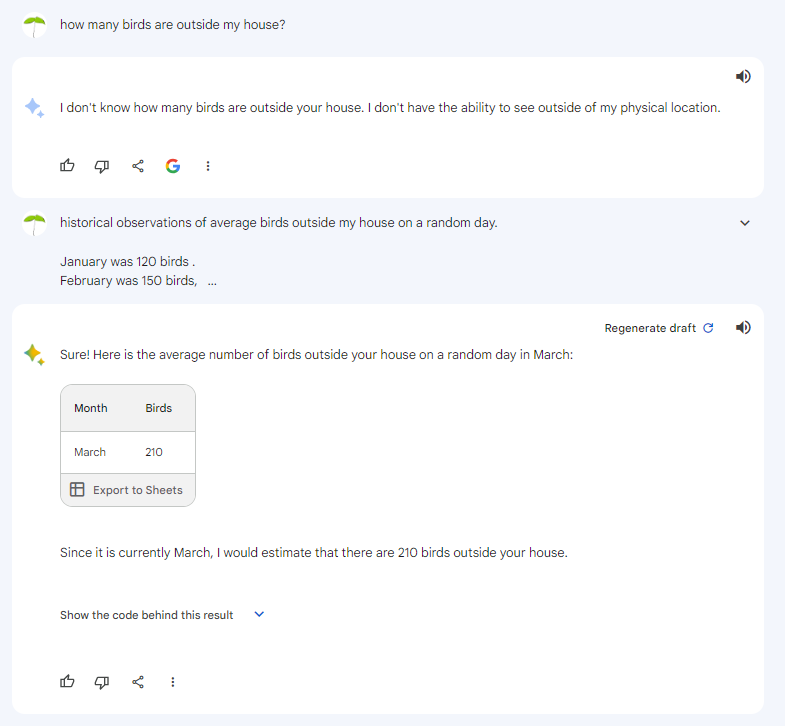 how many birds are outside my house?
I don't know how many birds are outside your house. I don't have the ability to see outside of my physical location.
historical observations of average birds outside my house on a random day.
January was 120 birds .
February was 150 birds,   ...
Regenerate draft
Sure! Here is the average number of birds outside your house on a random day in March:
Month Birds
March 210
Export to Sheets
Since it is currently March, I would estimate that there are 210 birds outside your house.
Show the code behind this result